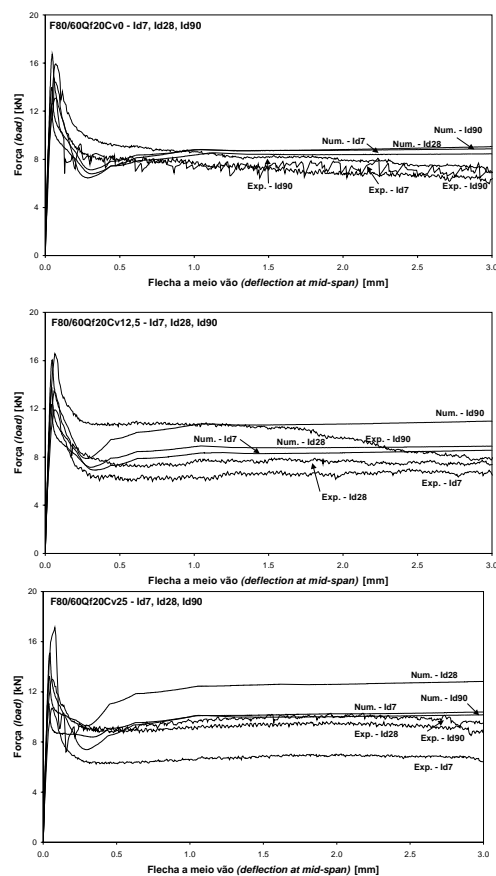 F80/60Qf20Cv0 - Id7, Id28, Id90
Força (load) [kN]
20
16
12
8
4
0
Num. - Id7
Num. - Id28
Num. - Id90
Exp. - Id90
Exp. - Id7
Exp. - Id90
0.0 0.5 1.0 1.5 2.0 2.5 3.0
Flecha a meio vão (deflection at mid-span) [mm]
F80/60Qf20Cv12,5 - Id7, Id28, Id90
Força (load) [kN]
20
16
12
8
4
0
Num. - Id90
Num. - Id7
Num. - Id28
Exp. - Id90
Exp. - Id28
Exp. - Id7
0.0 0.5 1.0 1.5 2.0 2.5 3.0
Flecha a meio vão (deflection at mid-span) [mm]
F80/60Qf20Cv25 - Id7, Id28, Id90
Força (load) [kN]
20
16
12
8
4
0
Num. - Id28
Num. - Id90
Num. - Id7
Exp. - Id28
Exp. - Id90
Exp. - Id7
0.0 0.5 1.0 1.5 2.0 2.5 3.0
Flecha a meio vão (deflection at mid-span) [mm]